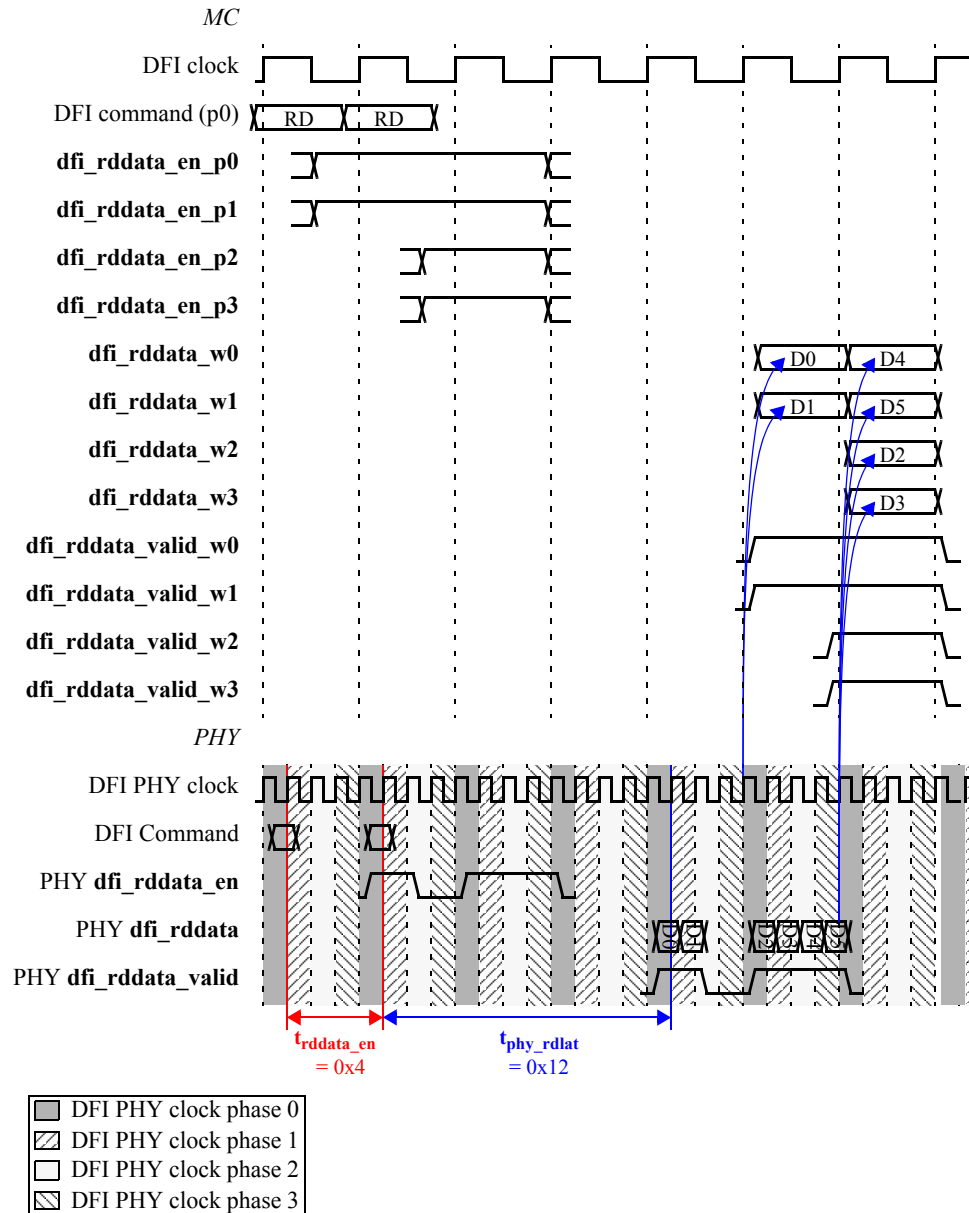 MC
DFI clock
DFI command (p0) RD RD
dfi_rddata_en_p0
dfi_rddata_en_p1
dfi_rddata_en_p2
dfi_rddata_en_p3
dfi_rddata_w0 D0 D4
dfi_rddata_w1 D1 D5
dfi_rddata_w2 D2
dfi_rddata_w3 D3
dfi_rddata_valid_w0
dfi_rddata_valid_w1
dfi_rddata_valid_w2
dfi_rddata_valid_w3
PHY
DFI PHY clock
DFI Command
PHY dfi_rddata_en
PHY dfi_rddata D0 D1 D2 D3 D4 D5
PHY dfi_rddata_valid
trddata_en tphy_rdlat
= 0x4 = 0x12
DFI PHY clock phase 0
DFI PHY clock phase 1
DFI PHY clock phase 2
DFI PHY clock phase 3